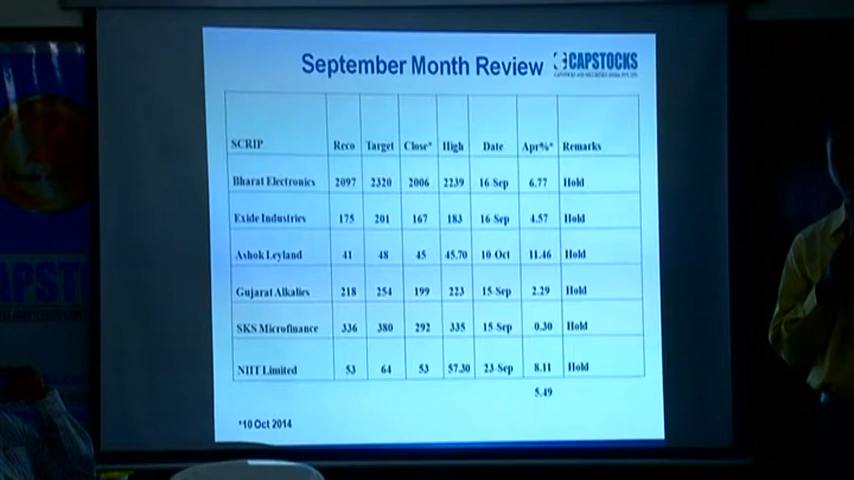 September Month Review
CAPSTOCKS
SCRIP Reco Target Close* High Date Apr%* Remarks
Bharat Electronics 2097 2320 2006 2239 16 Sep 6.77 Hold
Exide Industries 175 201 167 183 16 Sep 4.57 Hold
Ashok Leyland 41 48 45 45.70 10 Oct 11.46 Hold
Gujarat Alkalies 218 254 199 223 15 Sep 2.29 Hold
SKS Microfinance 336 380 292 335 15 Sep 0.30 Hold
NIIT Limited 53 64 53 57.30 23 Sep 8.11 Hold
5.49
*10 Oct 2014
APST